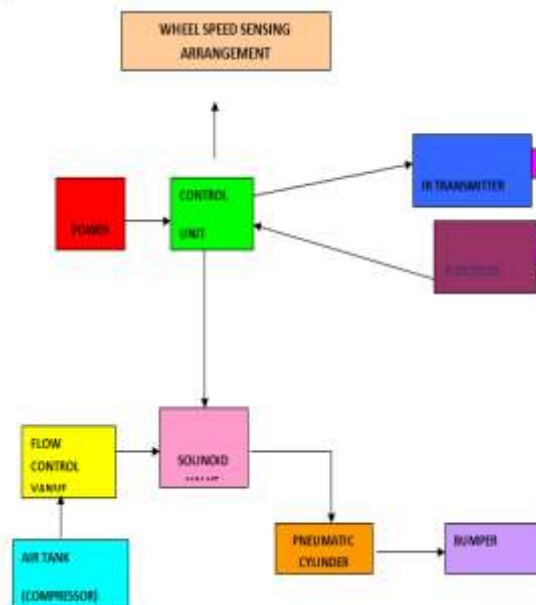 WHEEL SPEED SENSING
ARRANGEMENT
IR TRANSMITTER
CONTROL
UNIT
POWER
FLOW
CONTROL
SOLINOID
PNEUMATIC
CYLINDER
BUMPER
AIR TANK
(COMPRESSOR)